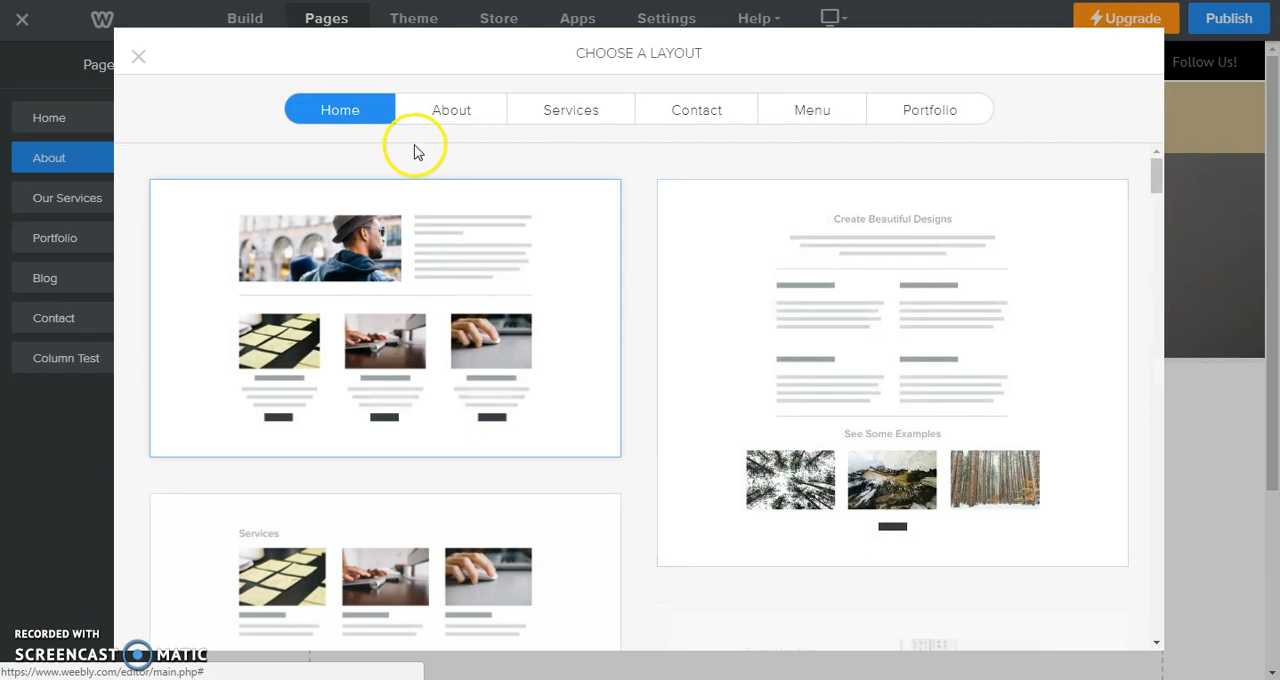 Build Pages Theme Store Apps Settings Help Upgrade Publish
Page
Home
About
Our Services
Portfolio
Blog
Contact
Column Test
CHOOSE A LAYOUT
Home About Services Contact Menu Portfolio
Create Beautiful Designs
See Some Examples
Services
Follow Us!
RECORDED WITH
SCREENCAST MATIC
https://www.weebly.com/editor/main.php#